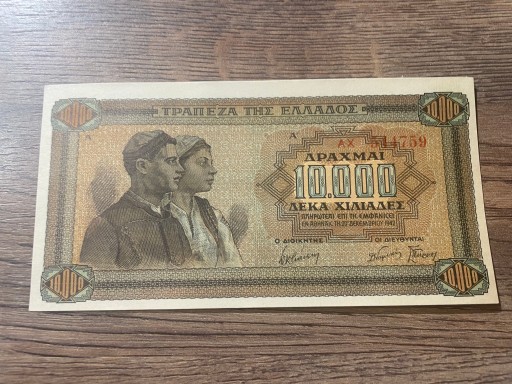 10.000
ΤΡΑΠΕΖΑ ΤΗΣ ΕΛΛΑΔΟΣ
10.000
Α
Α
ΑΧ 544759
ΔΡΑΧΜΑΙ
10.000
ΔΕΚΑ ΧΙΛΙΑΔΕΣ
ΠΛΗΡΩΤΕΑΙ ΕΠΙ ΤΗ ΕΜΦΑΝΙΣΕΙ
ΕΝ ΑΘΗΝΑΙΣ ΤΗ 29 ΔΕΚΕΜΒΡΙΟΥ 1942
Ο ΔΙΟΙΚΗΤΗΣ
ΟΙ ΔΙΕΥΘΥΝΤΑΙ
10.000
10.000